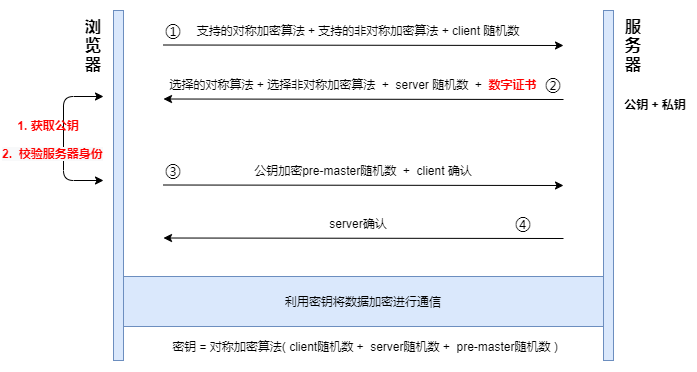 浏览器
服务器
① 支持的对称加密算法 + 支持的非对称加密算法 + client 随机数
选择的对称算法 + 选择非对称加密算法 + server 随机数 + 数字证书 ②
公钥 + 私钥
1. 获取公钥
2. 校验服务器身份
③ 公钥加密pre-master随机数 + client 确认
server确认 ④
利用密钥将数据加密进行通信
密钥 = 对称加密算法( client随机数 + server随机数 + pre-master随机数 )